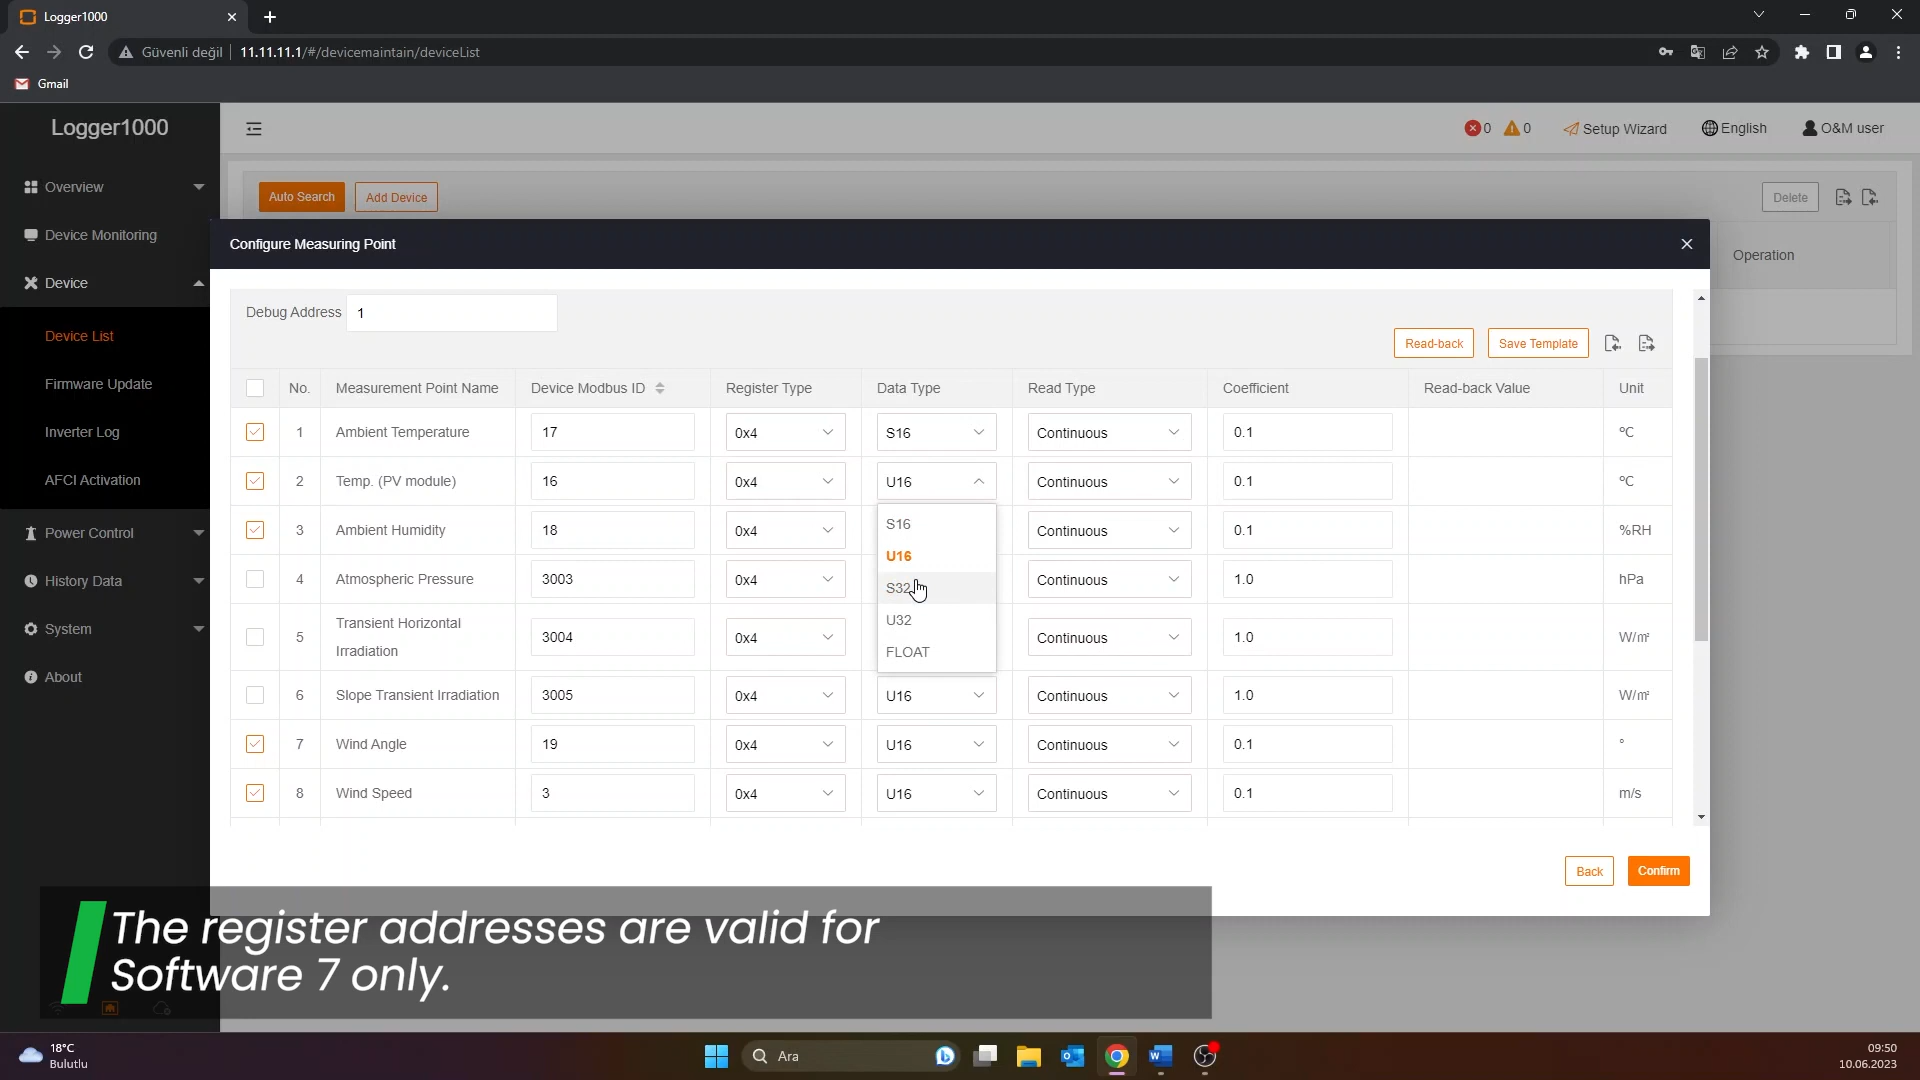 Logger1000
Güvenli değil
11.11.11.1/#/devicemaintain/deviceList
Gmail
Logger1000
0
0
Setup Wizard
English
O&M user
Overview
Device Monitoring
Device
Device List
Firmware Update
Inverter Log
AFCI Activation
Power Control
History Data
System
About
Auto Search
Add Device
Delete
Operation
Configure Measuring Point
Debug Address 1
Read-back
Save Template
No. Measurement Point Name Device Modbus ID Register Type Data Type Read Type Coefficient Read-back Value Unit
1 Ambient Temperature 17 0x4 S16 Continuous 0.1 ℃
2 Temp. (PV module) 16 0x4 U16 Continuous 0.1 ℃
3 Ambient Humidity 18 0x4 Continuous 0.1 %RH
4 Atmospheric Pressure 3003 0x4 Continuous 1.0 hPa
5 Transient Horizontal Irradiation 3004 0x4 Continuous 1.0 W/㎡
6 Slope Transient Irradiation 3005 0x4 U16 Continuous 1.0 W/㎡
7 Wind Angle 19 0x4 U16 Continuous 0.1 °
8 Wind Speed 3 0x4 U16 Continuous 0.1 m/s
S16
U16
S32
U32
FLOAT
Back
Confirm
The register addresses are valid for
Software 7 only.
18°C
Bulutlu
Ara
09:50
10.06.2023